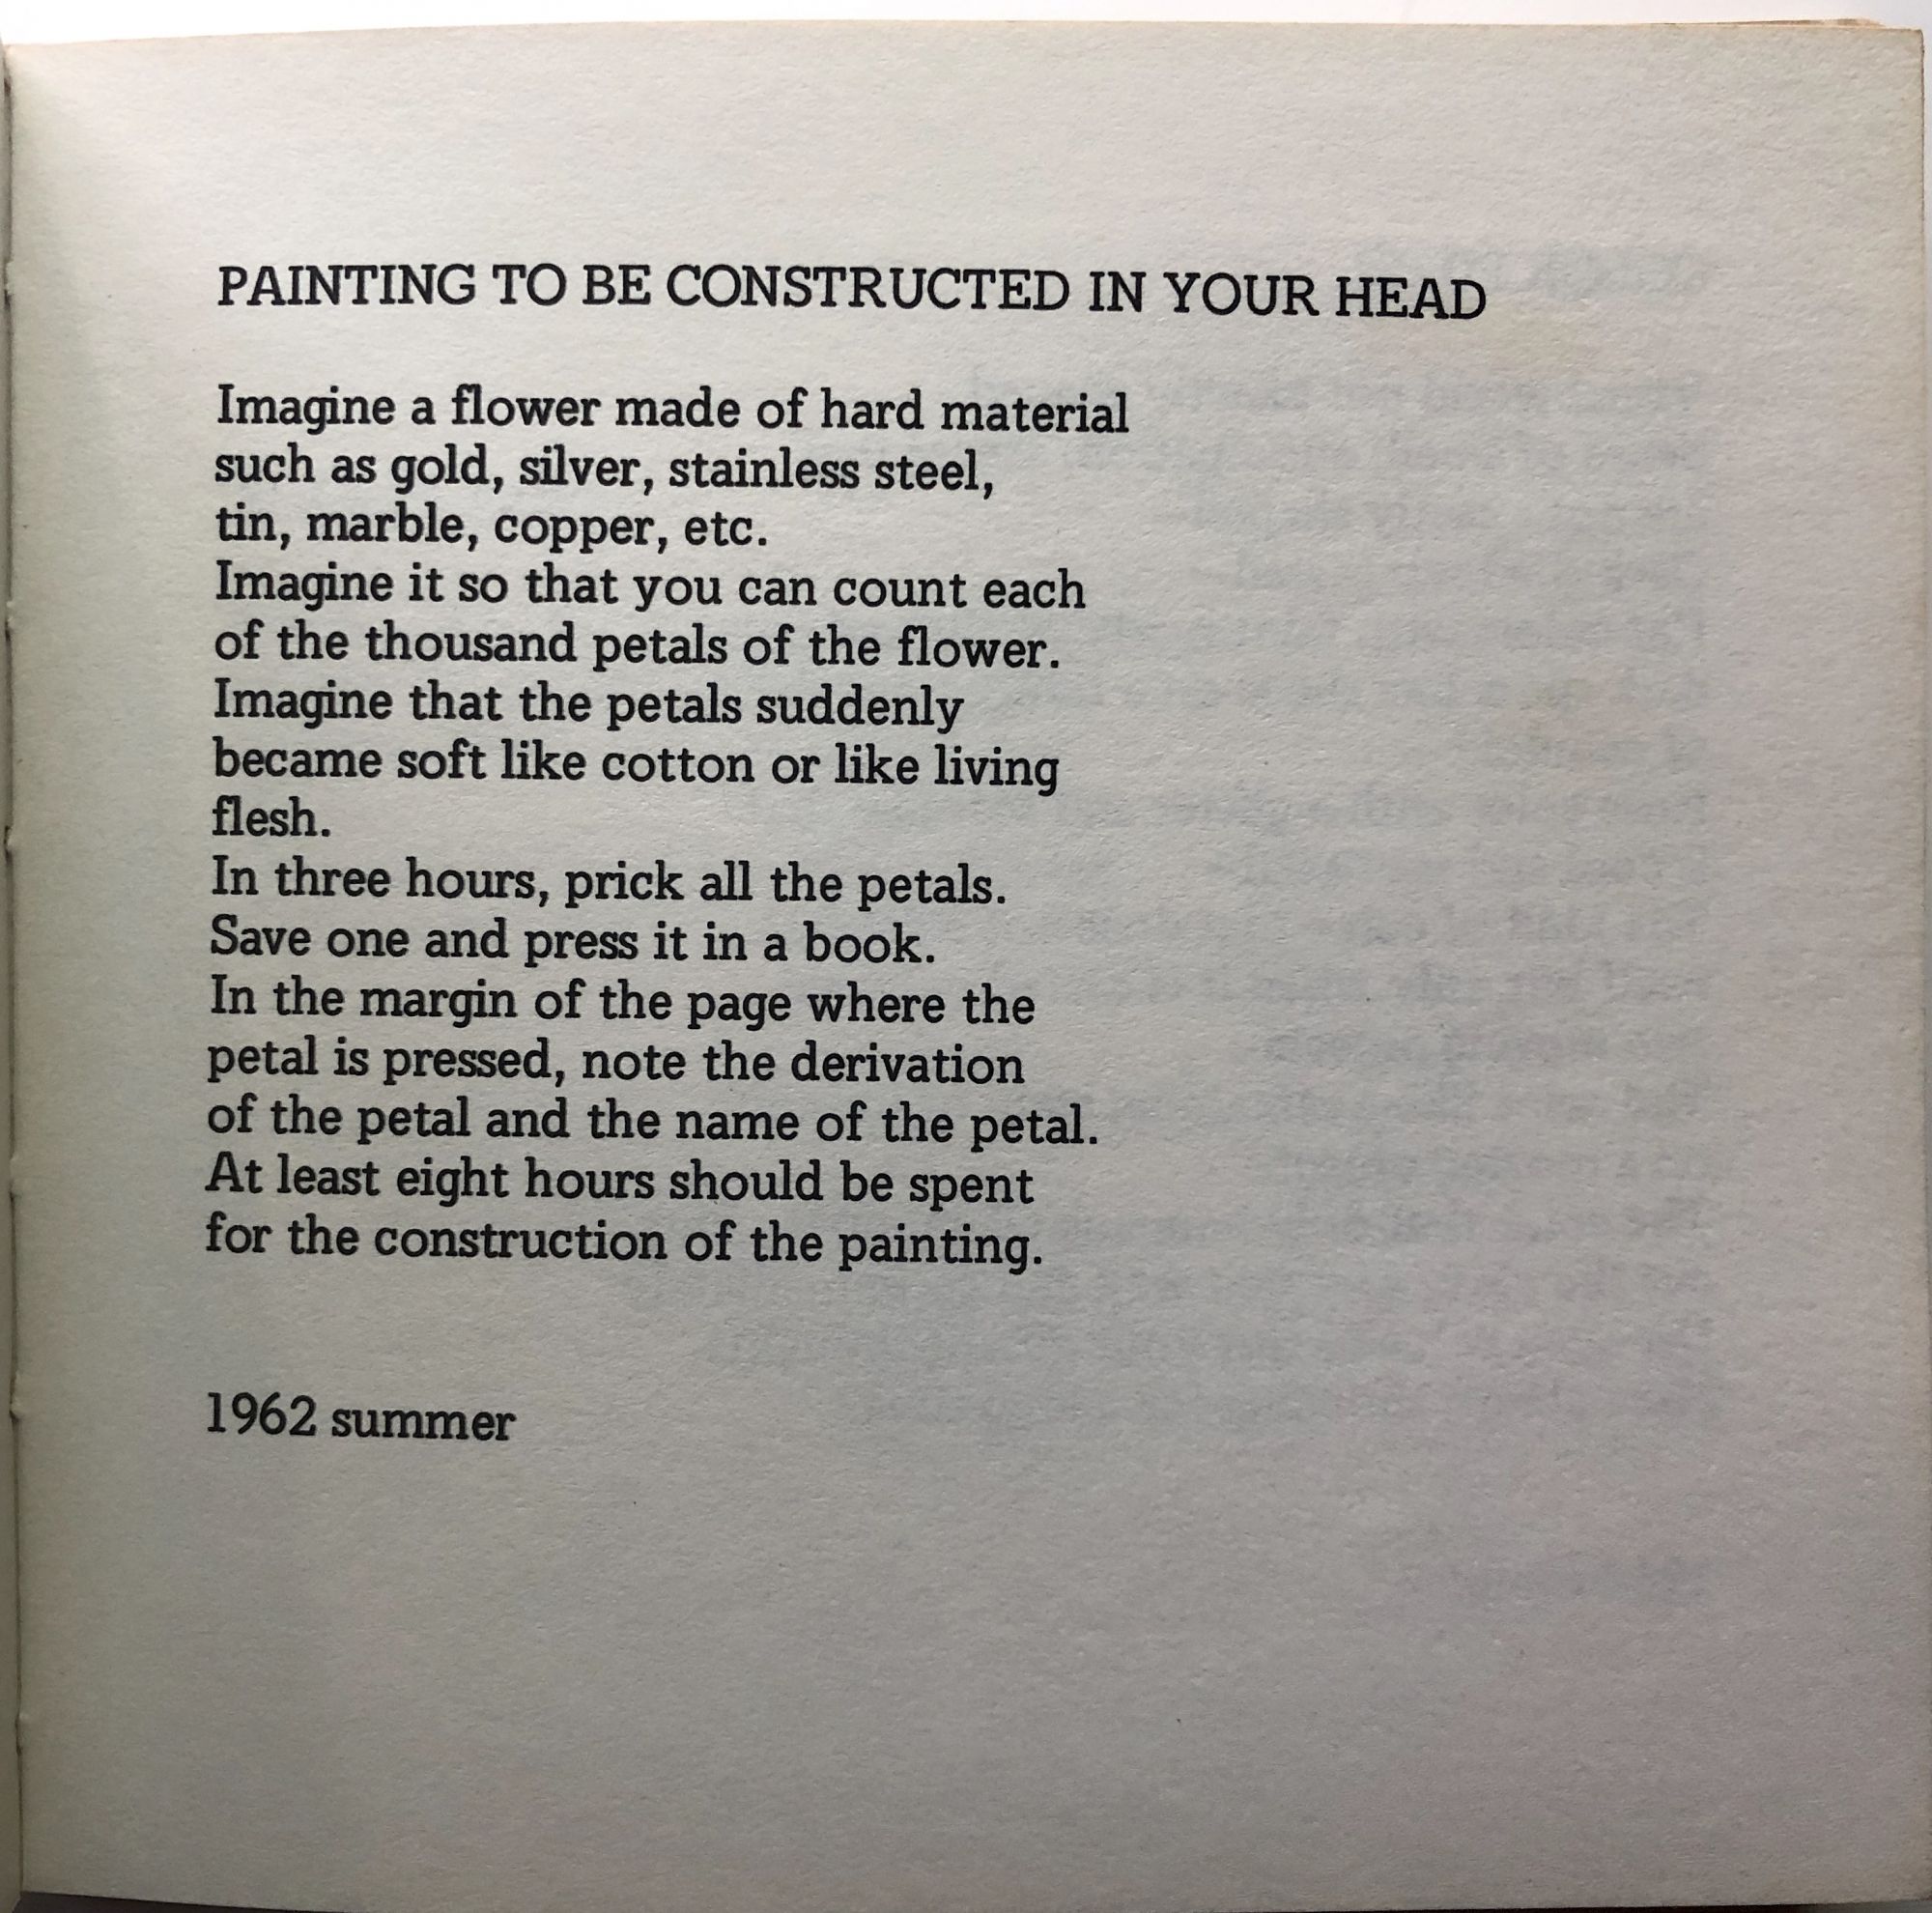 PAINTING TO BE CONSTRUCTED IN YOUR HEAD
Imagine a flower made of hard material
such as gold, silver, stainless steel,
tin, marble, copper, etc.
Imagine it so that you can count each
of the thousand petals of the flower.
Imagine that the petals suddenly
became soft like cotton or like living
flesh.
In three hours, prick all the petals.
Save one and press it in a book.
In the margin of the page where the
petal is pressed, note the derivation
of the petal and the name of the petal.
At least eight hours should be spent
for the construction of the painting.
1962 summer